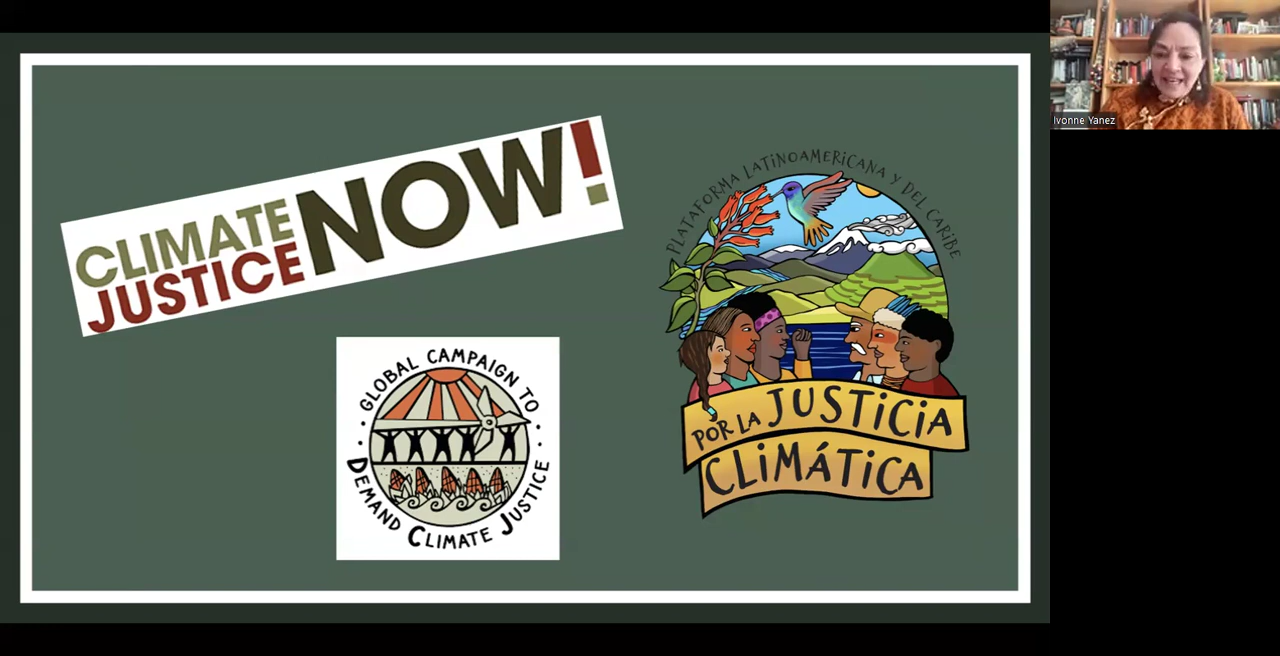 CLIMATE
JUSTICE
NOW!
GLOBAL CAMPAIGN TO
DEMAND CLIMATE JUSTICE
PLATAFORMA LATINOAMERICANA Y DEL CARIBE
POR LA JUSTICIA
CLIMÁTICA
Ivonne Yanez